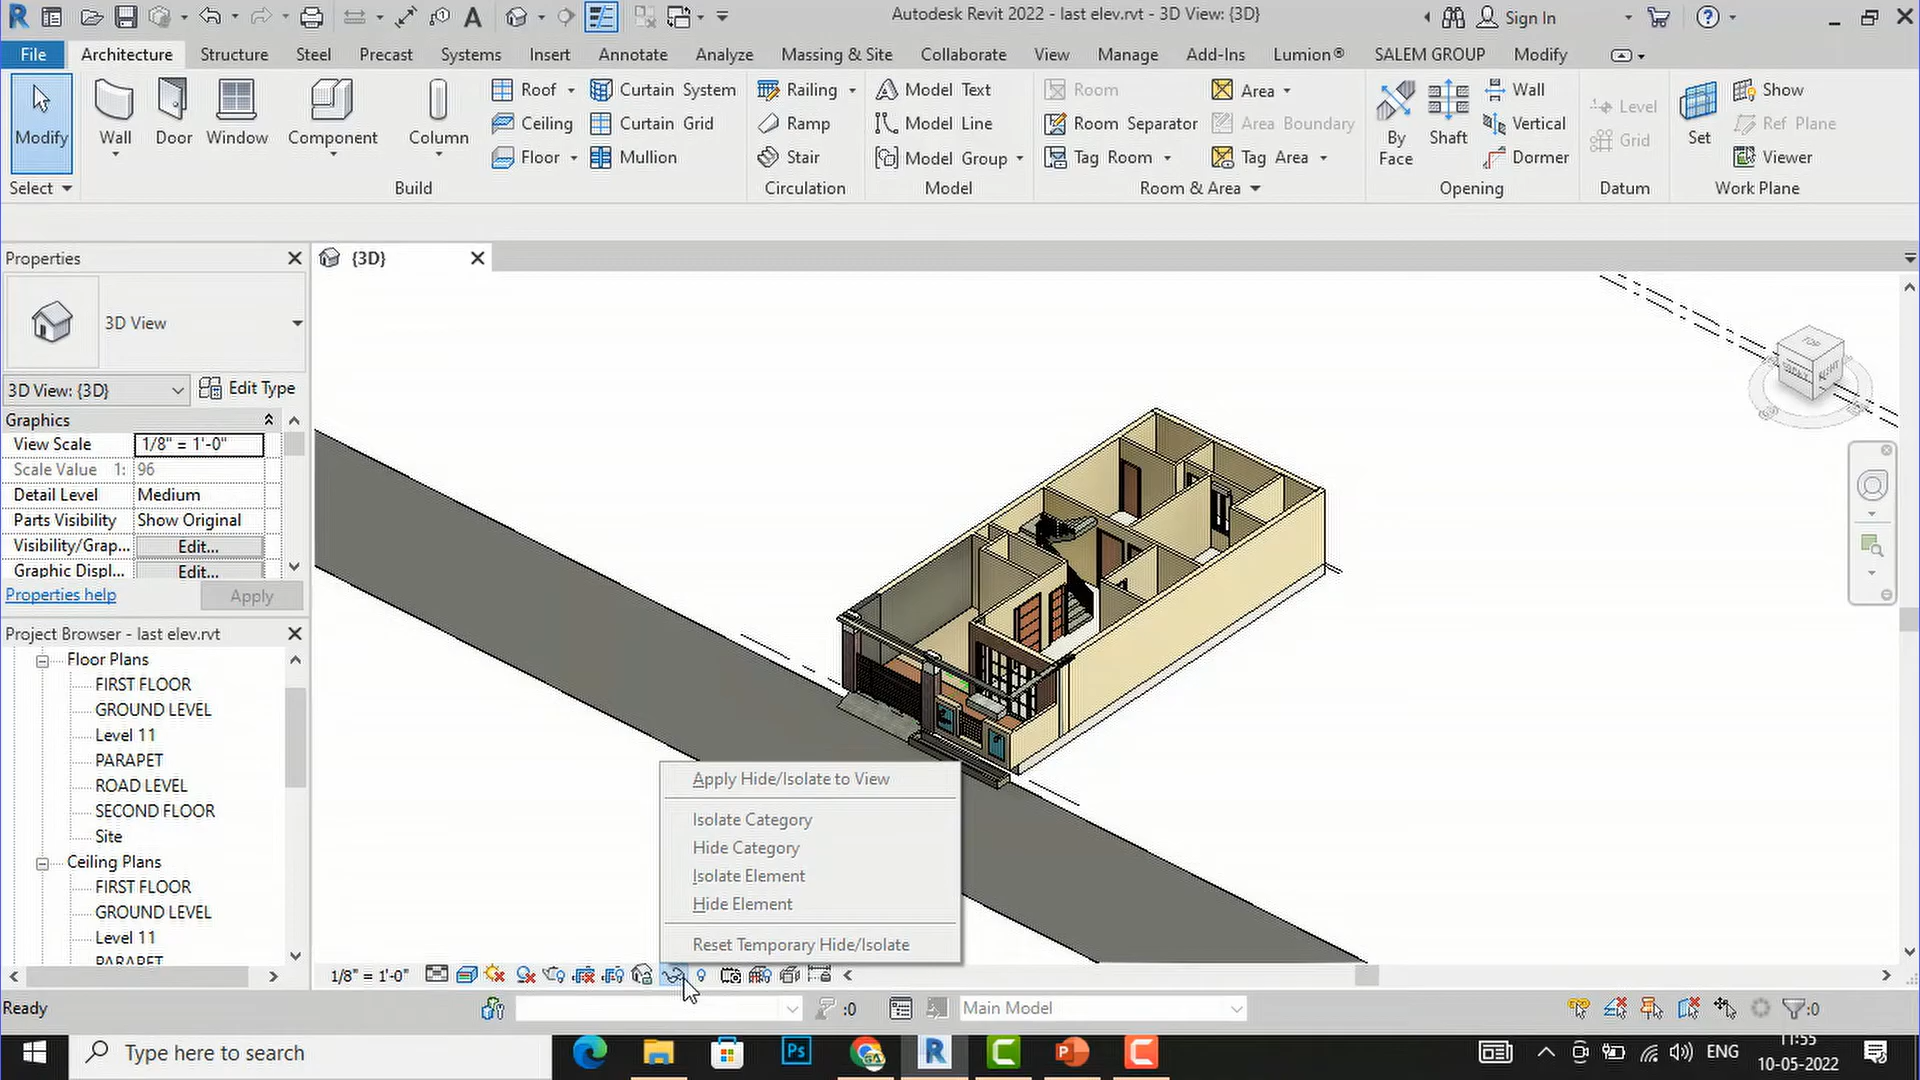 Autodesk Revit 2022 - last elev.rvt - 3D View: {3D}
Sign In
File Architecture Structure Steel Precast Systems Insert Annotate Analyze Massing & Site Collaborate View Manage Add-Ins Lumion® SALEM GROUP Modify
Modify
Wall
Door
Window
Component
Column
Roof
Ceiling
Floor
Curtain System
Curtain Grid
Mullion
Railing
Ramp
Stair
Model Text
Model Line
Model Group
Room
Room Separator
Tag Room
Area
Area Boundary
Tag Area
By
Face
Shaft
Wall
Vertical
Dormer
Level
Grid
Set
Show
Ref Plane
Viewer
Select
Build
Circulation
Model
Room & Area
Opening
Datum
Work Plane
Properties
{3D}
3D View
3D View: {3D}
Edit Type
Graphics
View Scale 1/8" = 1'-0"
Scale Value 1: 96
Detail Level Medium
Parts Visibility Show Original
Visibility/Grap... Edit...
Graphic Displ... Edit...
Properties help
Apply
Project Browser - last elev.rvt
Floor Plans
FIRST FLOOR
GROUND LEVEL
Level 11
PARAPET
ROAD LEVEL
SECOND FLOOR
Site
Ceiling Plans
FIRST FLOOR
GROUND LEVEL
Level 11
PARAPET
TOP
RIGHT
Apply Hide/Isolate to View
Isolate Category
Hide Category
Isolate Element
Hide Element
Reset Temporary Hide/Isolate
1/8" = 1'-0"
Ready
:0
Main Model
:0
Type here to search
Ps
ENG
11:55
10-05-2022